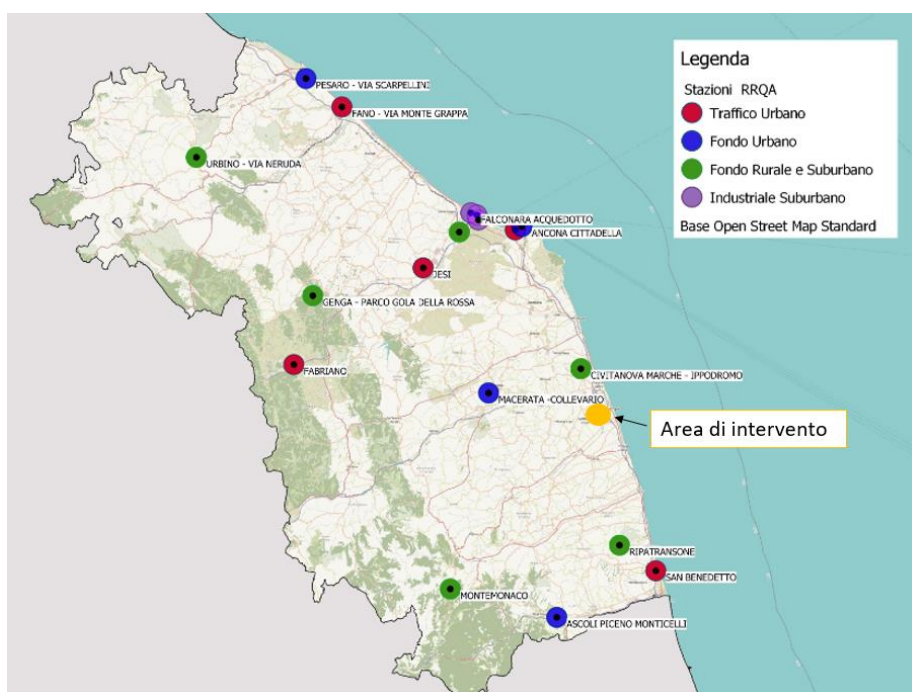 Legenda
Stazioni RRQA
Traffico Urbano
Fondo Urbano
Fondo Rurale e Suburbano
Industriale Suburbano
Base Open Street Map Standard
PESARO - VIA SCARPELLINI
FANO - VIA MONTE GRAPPA
URBINO - VIA NERUDA
FALCONARA ACQUEDOTTO
ANCONA CITTADELLA
JESI
GENGA - PARCO GOLA DELLA ROSSA
FABRIANO
CIVITANOVA MARCHE - IPPODROMO
MACERATA -COLLEVARIO
Area di intervento
RIPATRANSONE
SAN BENEDETTO
MONTEMONACO
ASCOLI PICENO MONTICELLI